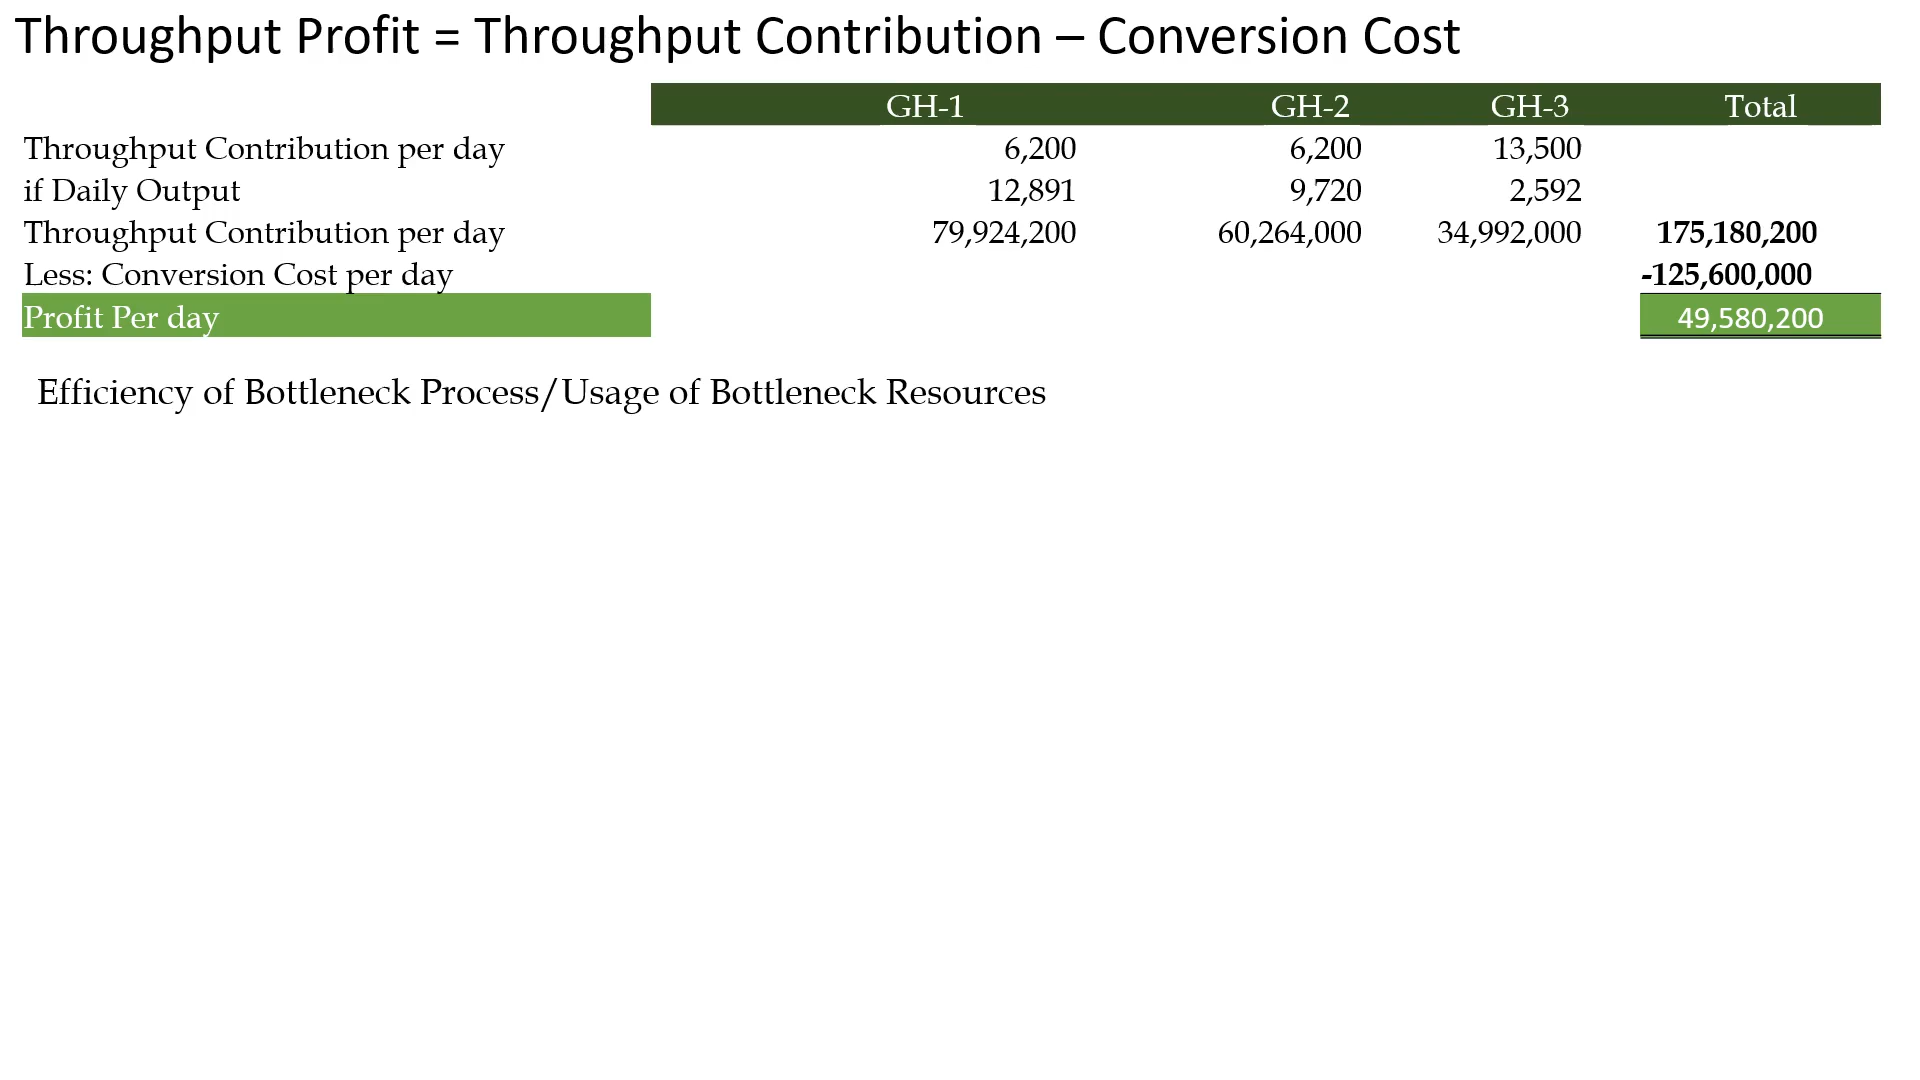 Throughput Profit = Throughput Contribution – Conversion Cost
GH-1 GH-2 GH-3 Total
Throughput Contribution per day 6,200 6,200 13,500
if Daily Output 12,891 9,720 2,592
Throughput Contribution per day 79,924,200 60,264,000 34,992,000 175,180,200
Less: Conversion Cost per day -125,600,000
Profit Per day 49,580,200
Efficiency of Bottleneck Process/Usage of Bottleneck Resources